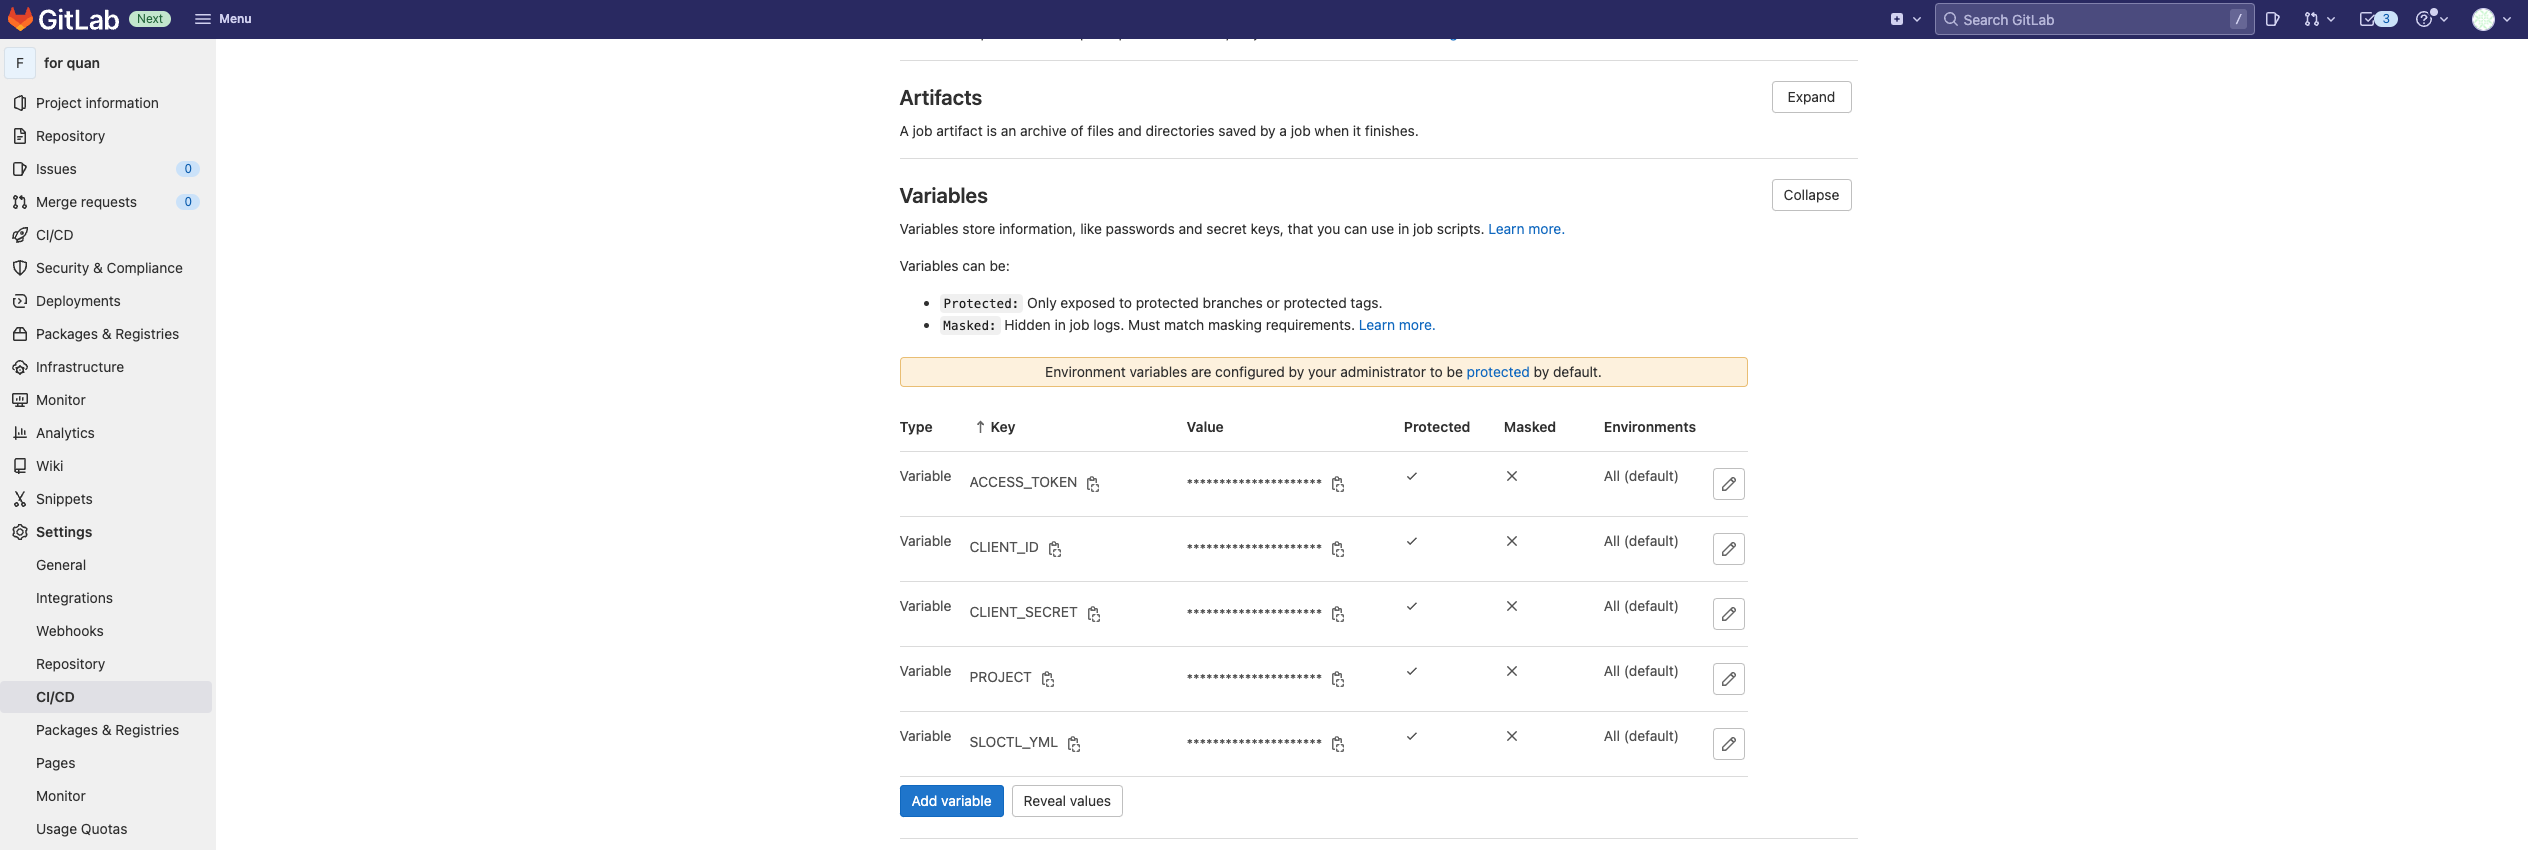 GitLab Next Menu Search GitLab / 3
F for quan
Project information
Repository
Issues 0
Merge requests 0
CI/CD
Security & Compliance
Deployments
Packages & Registries
Infrastructure
Monitor
Analytics
Wiki
Snippets
Settings
General
Integrations
Webhooks
Repository
CI/CD
Packages & Registries
Pages
Monitor
Usage Quotas
Artifacts Expand
A job artifact is an archive of files and directories saved by a job when it finishes.
Variables Collapse
Variables store information, like passwords and secret keys, that you can use in job scripts. Learn more.
Variables can be:
• Protected: Only exposed to protected branches or protected tags.
• Masked: Hidden in job logs. Must match masking requirements. Learn more.
Environment variables are configured by your administrator to be protected by default.
Type ↑ Key Value Protected Masked Environments
Variable ACCESS_TOKEN ********************* All (default)
Variable CLIENT_ID ********************* All (default)
Variable CLIENT_SECRET ********************* All (default)
Variable PROJECT ********************* All (default)
Variable SLOCTL_YML ********************* All (default)
Add variable Reveal values